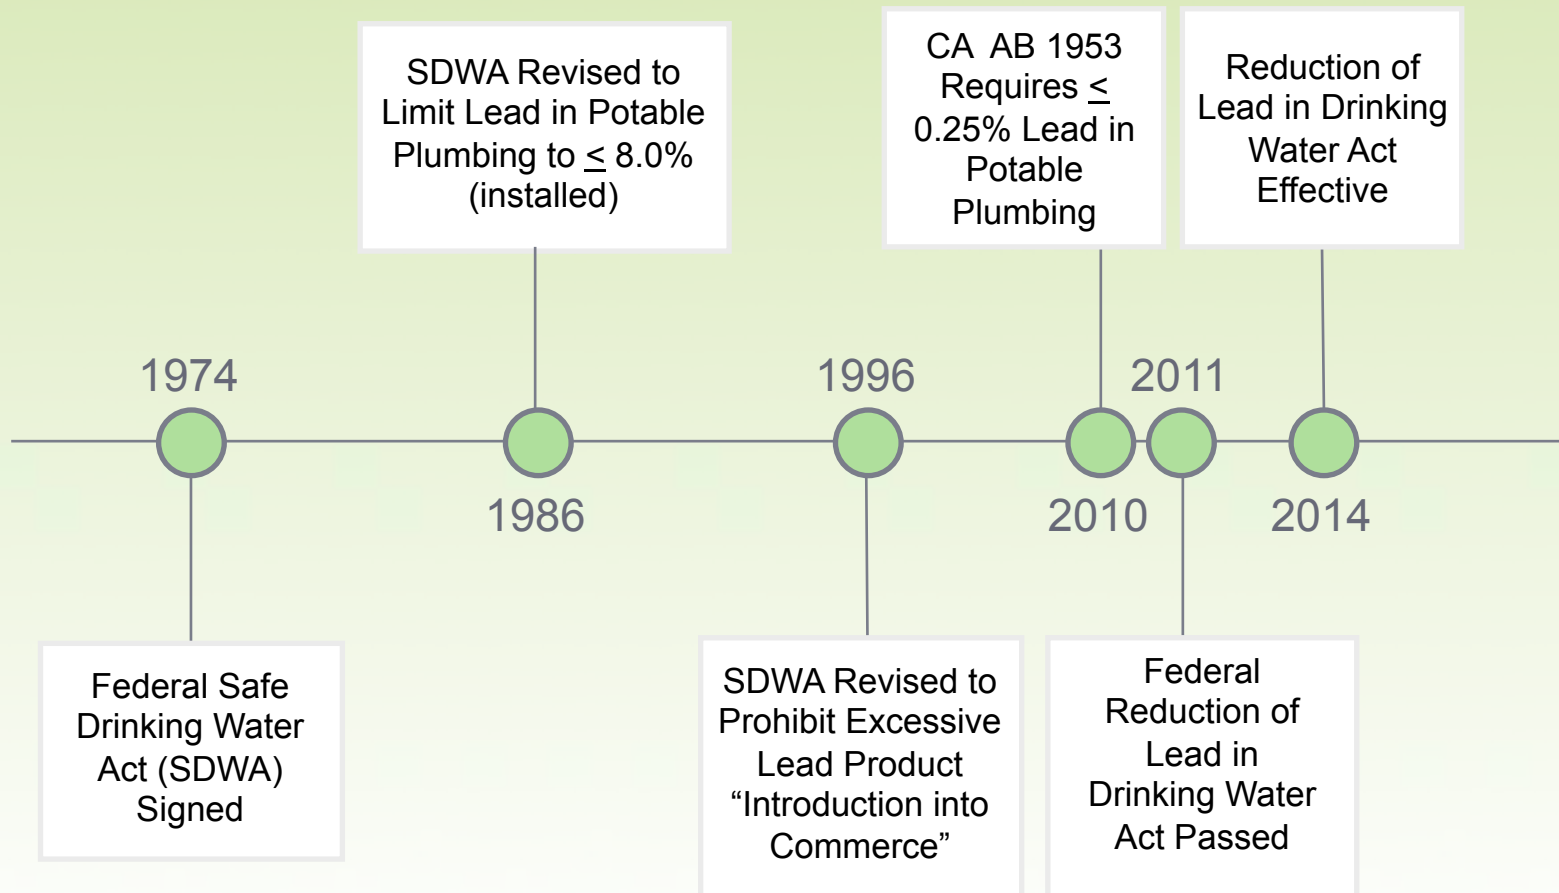 SDWA Revised to
Limit Lead in Potable
Plumbing to ≤ 8.0%
(installed)
CA AB 1953
Requires ≤
0.25% Lead in
Potable
Plumbing
Reduction of
Lead in Drinking
Water Act
Effective
1974
1996
2011
1986
2010
2014
Federal Safe
Drinking Water
Act (SDWA)
Signed
SDWA Revised to
Prohibit Excessive
Lead Product
“Introduction into
Commerce”
Federal
Reduction of
Lead in
Drinking Water
Act Passed